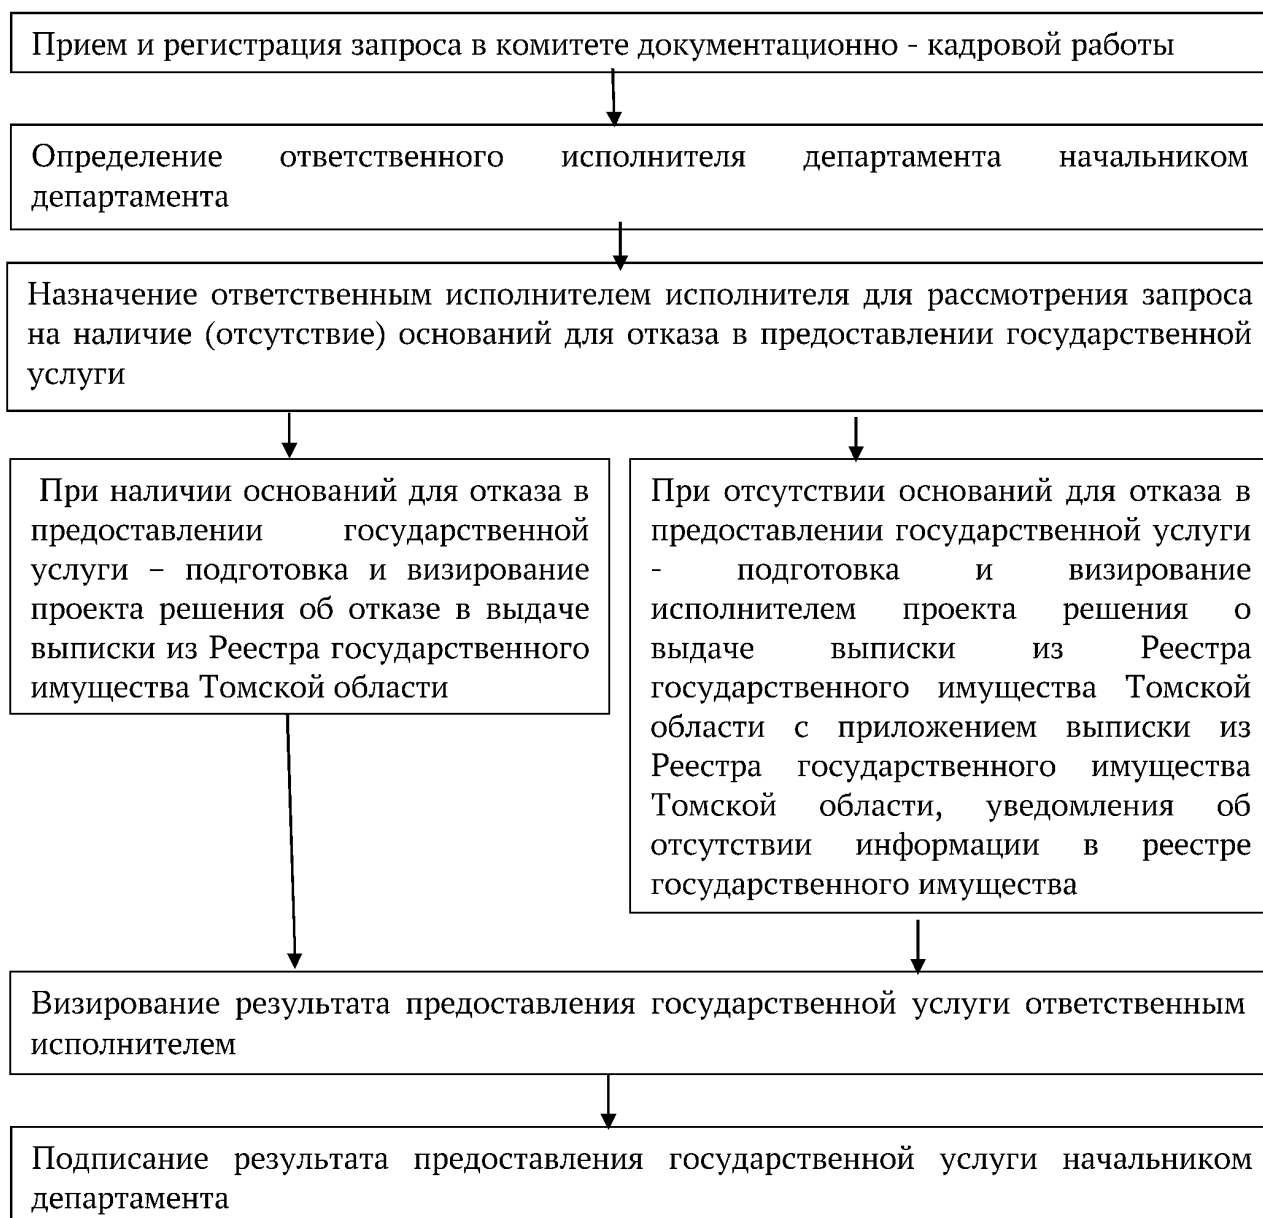 Прием и регистрация запроса в комитете документационно - кадровой работы
Определение ответственного исполнителя департамента начальником
департамента
Назначение ответственным исполнителем исполнителя для рассмотрения запроса
на наличие (отсутствие) оснований для отказа в предоставлении государственной
услуги
При наличии оснований для отказа в
предоставлении государственной
услуги – подготовка и визирование
проекта решения об отказе в выдаче
выписки из Реестра государственного
имущества Томской области
При отсутствии оснований для отказа в
предоставлении государственной услуги
- подготовка и визирование
исполнителем проекта решения о
выдаче выписки из Реестра
государственного имущества Томской
области с приложением выписки из
Реестра государственного имущества
Томской области, уведомления об
отсутствии информации в реестре
государственного имущества
Визирование результата предоставления государственной услуги ответственным
исполнителем
Подписание результата предоставления государственной услуги начальником
департамента